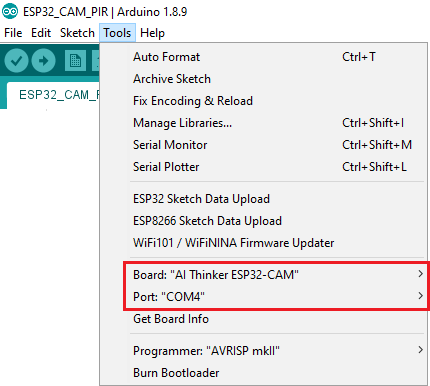 ESP32_CAM_PIR | Arduino 1.8.9
File Edit Sketch Tools Help
ESP32_CAM_P
Auto Format Ctrl+T
Archive Sketch
Fix Encoding & Reload
Manage Libraries... Ctrl+Shift+I
Serial Monitor Ctrl+Shift+M
Serial Plotter Ctrl+Shift+L
ESP32 Sketch Data Upload
ESP8266 Sketch Data Upload
WiFi101 / WiFiNINA Firmware Updater
Board: "AI Thinker ESP32-CAM"
Port: "COM4"
Get Board Info
Programmer: "AVRISP mkII"
Burn Bootloader